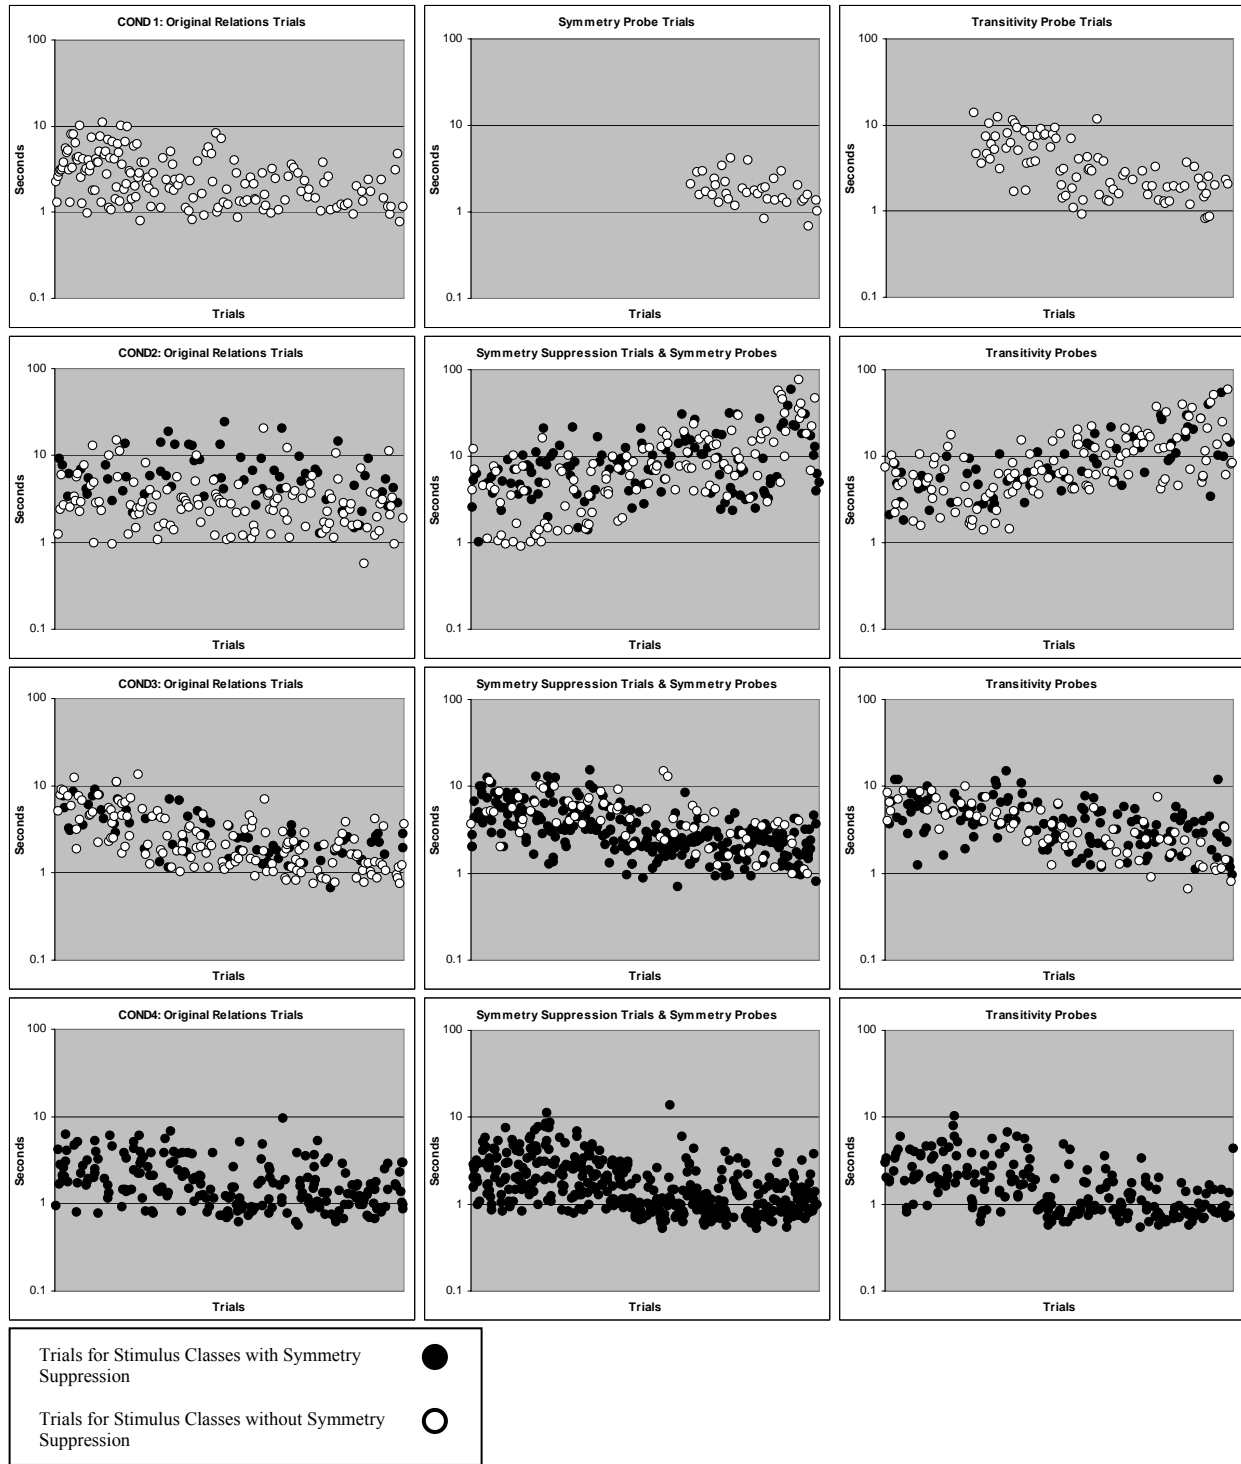 COND 1: Original Relations Trials
100
10
1
0.1
Seconds
Trials
Symmetry Probe Trials
100
10
1
0.1
Seconds
Trials
Transitivity Probe Trials
100
10
1
0.1
Seconds
Trials
COND2: Original Relations Trials
100
10
1
0.1
Seconds
Trials
Symmetry Suppression Trials & Symmetry Probes
100
10
1
0.1
Seconds
Trials
Transitivity Probes
100
10
1
0.1
Seconds
Trials
COND3: Original Relations Trials
100
10
1
0.1
Seconds
Trials
Symmetry Suppression Trials & Symmetry Probes
100
10
1
0.1
Seconds
Trials
Transitivity Probes
100
10
1
0.1
Seconds
Trials
COND4: Original Relations Trials
100
10
1
0.1
Seconds
Trials
Symmetry Suppression Trials & Symmetry Probes
100
10
1
0.1
Seconds
Trials
Transitivity Probes
100
10
1
0.1
Seconds
Trials
Trials for Stimulus Classes with Symmetry
Suppression
Trials for Stimulus Classes without Symmetry
Suppression